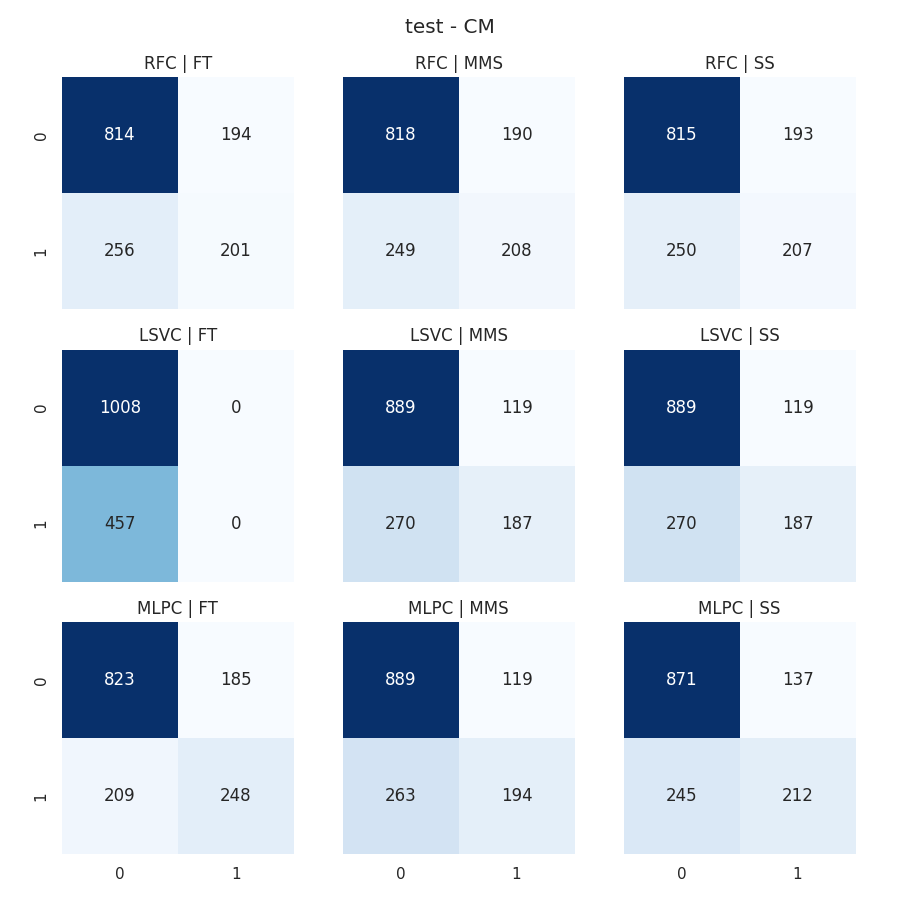 test - CM
RFC | FT RFC | MMS RFC | SS
0 814 194 818 190 815 193
1 256 201 249 208 250 207
LSVC | FT LSVC | MMS LSVC | SS
0 1008 0 889 119 889 119
1 457 0 270 187 270 187
MLPC | FT MLPC | MMS MLPC | SS
0 823 185 889 119 871 137
1 209 248 263 194 245 212
0 1 0 1 0 1